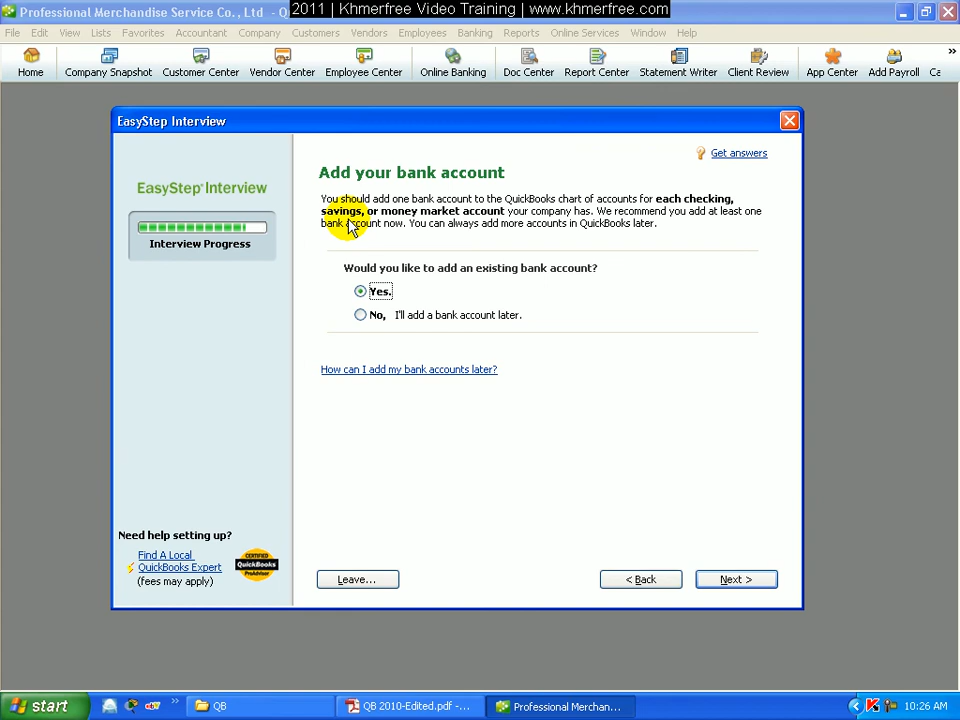 Professional Merchandise Service Co., Ltd - Q
2011 | Khmerfree Video Training | www.khmerfree.com
File Edit View Lists Favorites Accountant Company Customers Vendors Employees Banking Reports Online Services Window Help
Home Company Snapshot Customer Center Vendor Center Employee Center Online Banking Doc Center Report Center Statement Writer Client Review App Center Add Payroll Ca
EasyStep Interview
Get answers
EasyStep Interview
Interview Progress
Add your bank account
You should add one bank account to the QuickBooks chart of accounts for each checking,
savings, or money market account your company has. We recommend you add at least one
bank account now. You can always add more accounts in QuickBooks later.
Would you like to add an existing bank account?
Yes.
No, I'll add a bank account later.
How can I add my bank accounts later?
Need help setting up?
Find A Local
QuickBooks Expert
(fees may apply)
CERTIFIED
QuickBooks
ProAdvisor
Leave...
< Back
Next >
start
QB
QB 2010-Edited.pdf -...
Professional Merchan...
10:26 AM